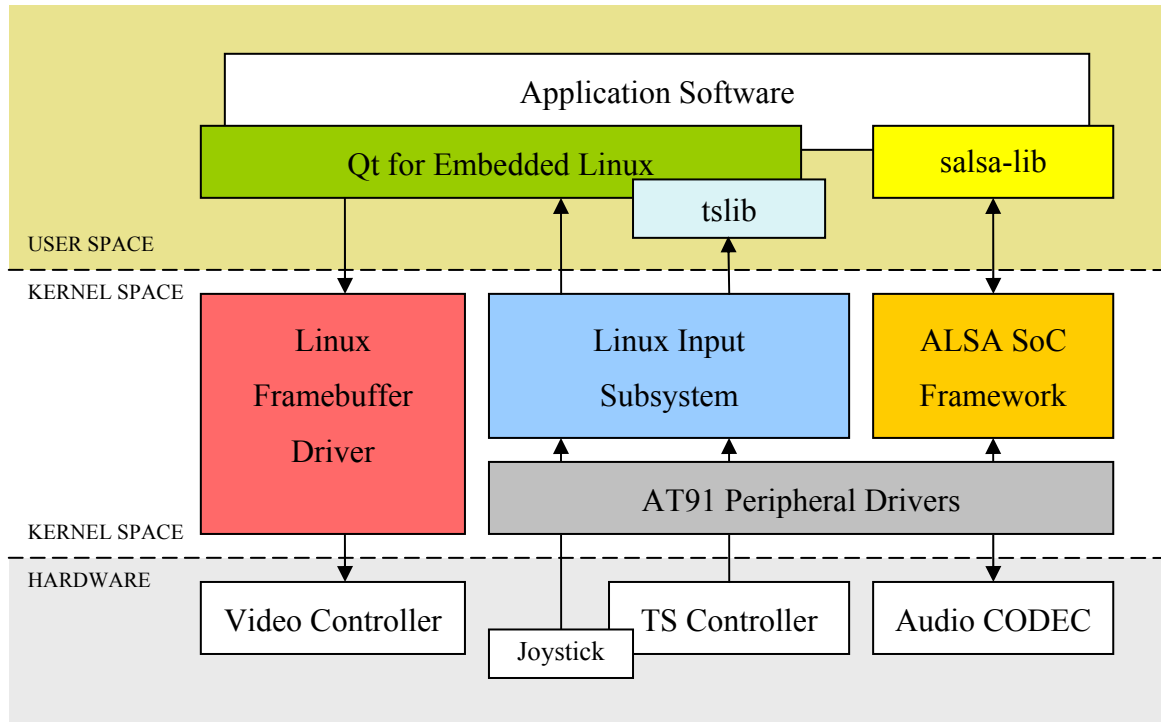 Application Software
Qt for Embedded Linux
salsa-lib
tslib
USER SPACE
KERNEL SPACE
Linux
Framebuffer
Driver
Linux Input
Subsystem
ALSA SoC
Framework
AT91 Peripheral Drivers
KERNEL SPACE
HARDWARE
Video Controller
TS Controller
Audio CODEC
Joystick